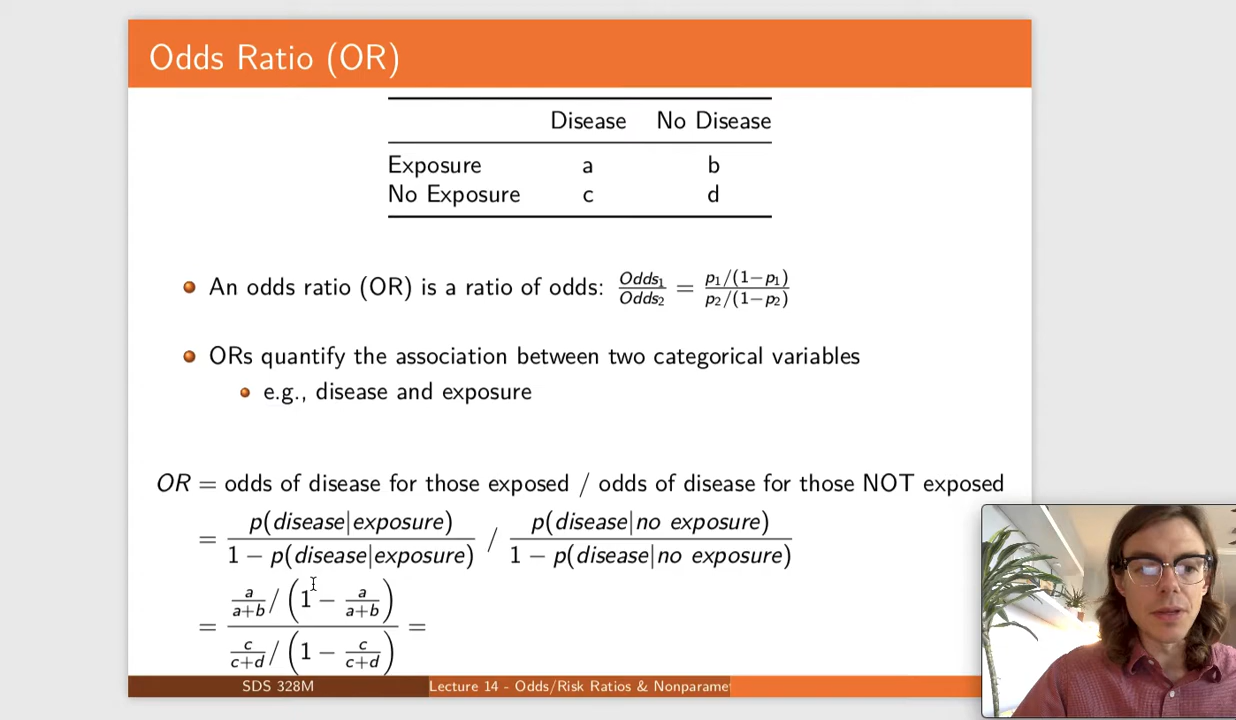 Odds Ratio (OR)
Disease No Disease
Exposure a b
No Exposure c d
An odds ratio (OR) is a ratio of odds: Odds₁/Odds₂ = p₁/(1−p₁) / p₂/(1−p₂)
ORs quantify the association between two categorical variables
e.g., disease and exposure
OR = odds of disease for those exposed / odds of disease for those NOT exposed
= p(disease|exposure) / 1 − p(disease|exposure) / p(disease|no exposure) / 1 − p(disease|no exposure)
= a/a+b / (1 − a/a+b) / c/c+d / (1 − c/c+d) =
SDS 328M Lecture 14 - Odds/Risk Ratios & Nonparame